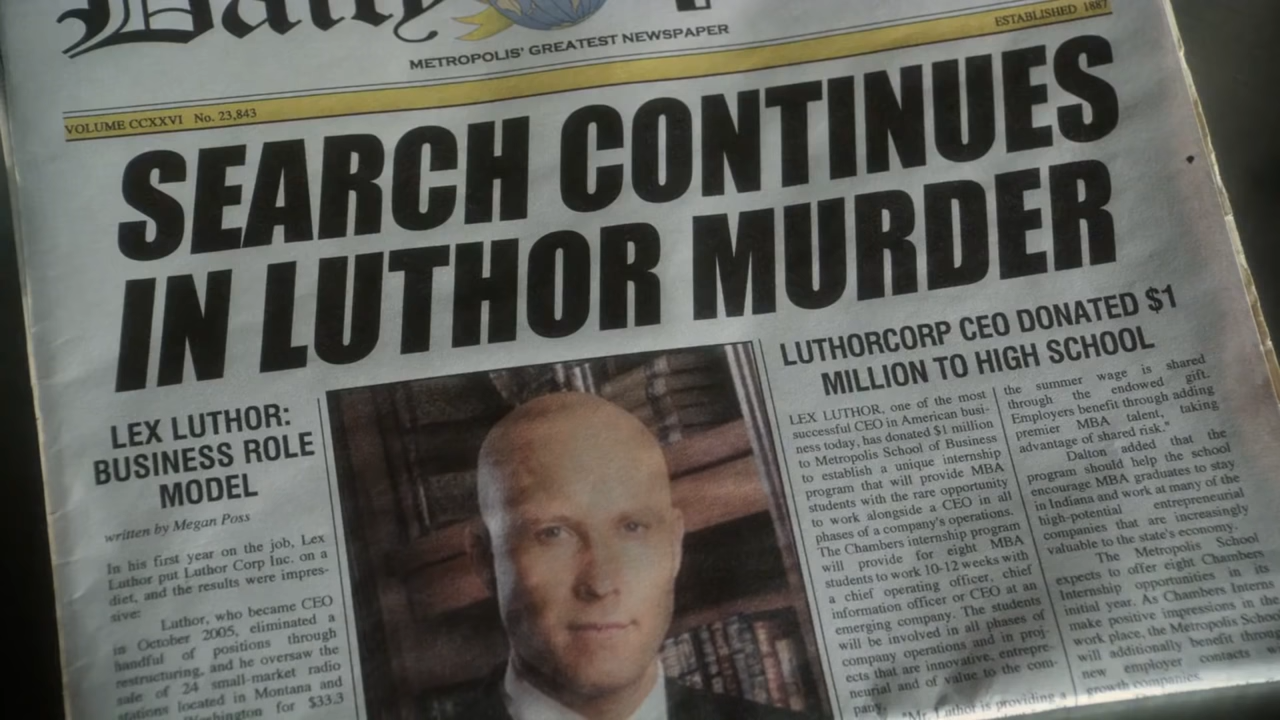 Daily
METROPOLIS' GREATEST NEWSPAPER
ESTABLISHED 1887
VOLUME CCXXVI No. 23,843
SEARCH CONTINUES
IN LUTHOR MURDER
LEX LUTHOR:
BUSINESS ROLE
MODEL
written by Megan Poss
In his first year on the job, Lex
Luthor put Luthor Corp Inc. on a
diet, and the results were impres-
sive:
Luthor, who became CEO
in October 2005, eliminated a
handful of positions through
restructuring, and he oversaw the
sale of 24 small-market radio
stations located in Montana and
Washington for $33.3
LUTHORCORP CEO DONATED $1
MILLION TO HIGH SCHOOL
LEX LUTHOR, one of the most
successful CEO in American busi-
ness today, has donated $1 million
to Metropolis School of Business
to establish a unique internship
program that will provide MBA
students with the rare opportunity
to work alongside a CEO in all
phases of a company's operations.
The Chambers internship program
will provide for eight MBA
students to work 10-12 weeks with
a chief operating officer, chief
information officer or CEO at an
emerging company. The students
will be involved in all phases of
company operations and in proj-
ects that are innovative, entrepre-
neurial and of value to the com-
pany.
"Mr. Luthor is providing a
the summer wage is shared
through the endowed gift.
Employers benefit through adding
premier MBA talent, taking
advantage of shared risk."
Dalton added that the
program should help the school
encourage MBA graduates to stay
in Indiana and work at many of the
high-potential entrepreneurial
companies that are increasingly
valuable to the state's economy.
The Metropolis School
expects to offer eight Chambers
Internship opportunities in its
initial year. As Chambers Interns
make positive impressions in the
work place, the Metropolis School
will additionally benefit through
new employer contacts
growth companies.